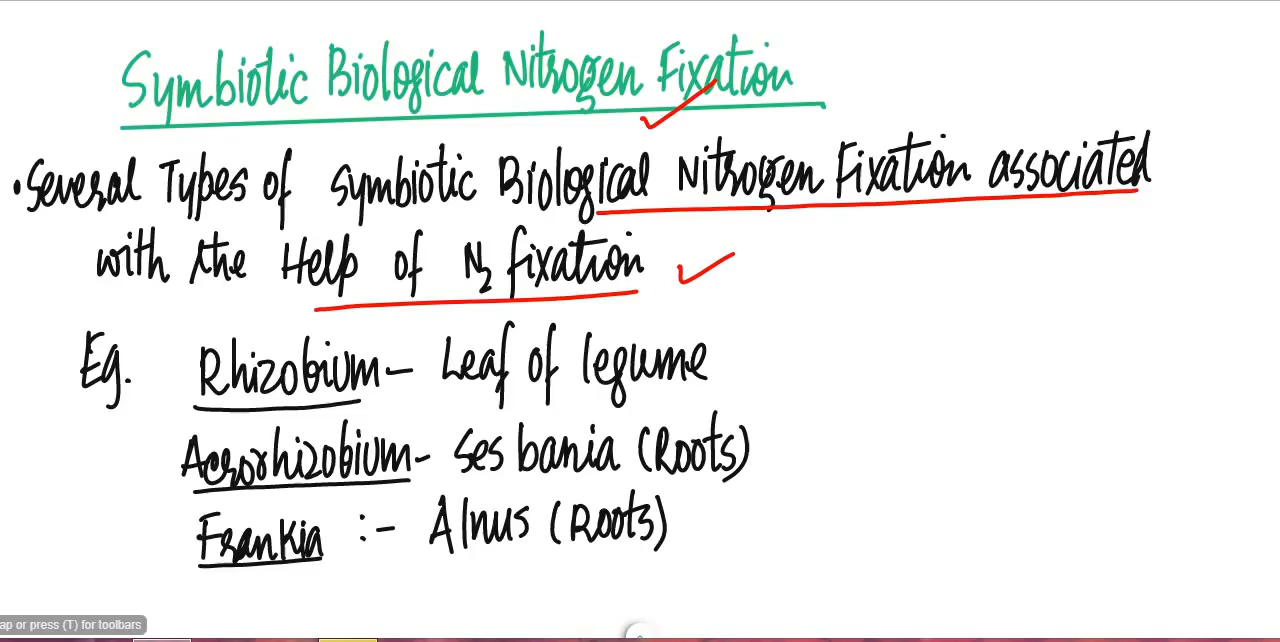 Symbiotic Biological Nitrogen Fixation
• Several Types of symbiotic Biological Nitrogen Fixation associated
with the Help of N₂ fixation
Eg. Rhizobium - Leaf of legume
Aerorhizobium - Sesbania (Roots)
Frankia :- Alnus (Roots)
ap or press (T) for toolbars